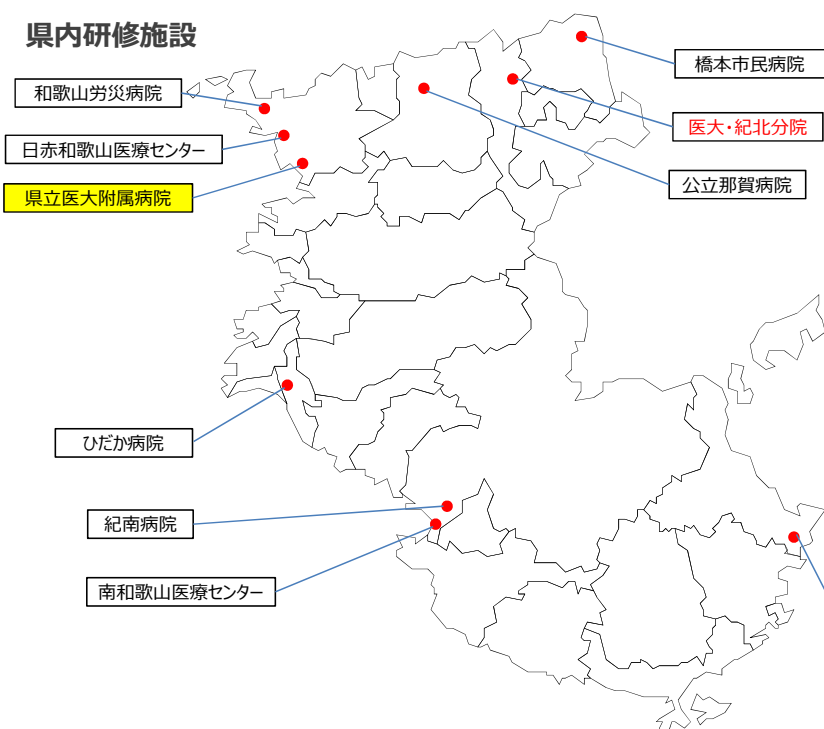 県内研修施設
橋本市民病院
和歌山労災病院
医大・紀北分院
日赤和歌山医療センター
公立那賀病院
県立医大附属病院
ひだか病院
紀南病院
南和歌山医療センター